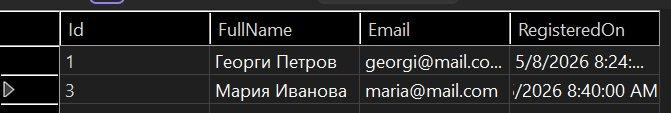 Id FullName Email RegisteredOn
1 Георги Петров georgi@mail.co... 5/8/2026 8:24:...
3 Мария Иванова maria@mail.com /2026 8:40:00 AM